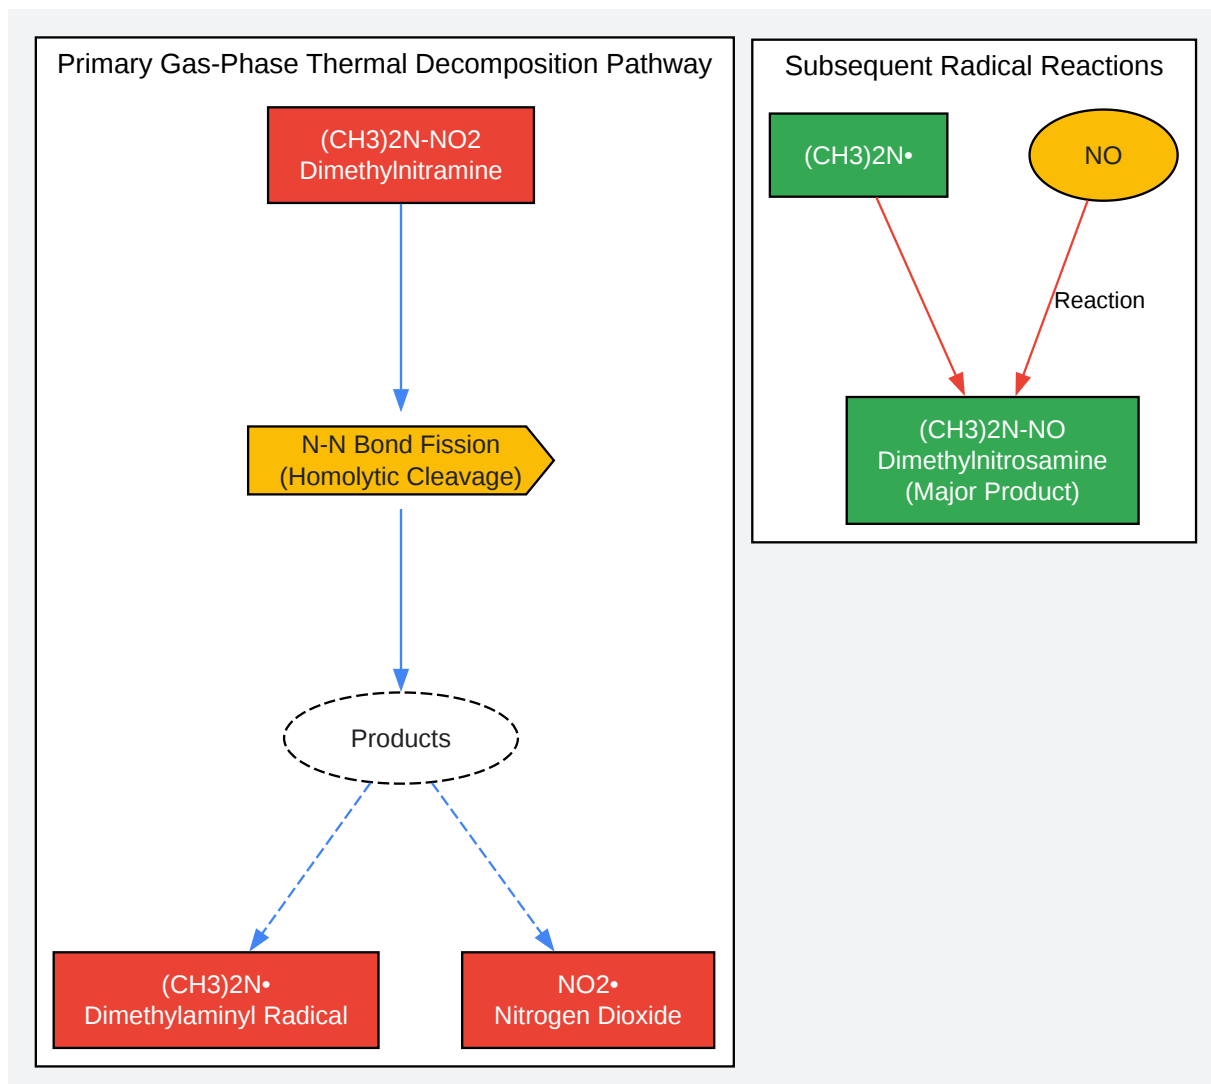 Primary Gas-Phase Thermal Decomposition Pathway
(CH3)2N-NO2
Dimethylnitramine
N-N Bond Fission
(Homolytic Cleavage)
Products
(CH3)2N•
Dimethylaminyl Radical
NO2•
Nitrogen Dioxide
Subsequent Radical Reactions
(CH3)2N•
NO
Reaction
(CH3)2N-NO
Dimethylnitrosamine
(Major Product)